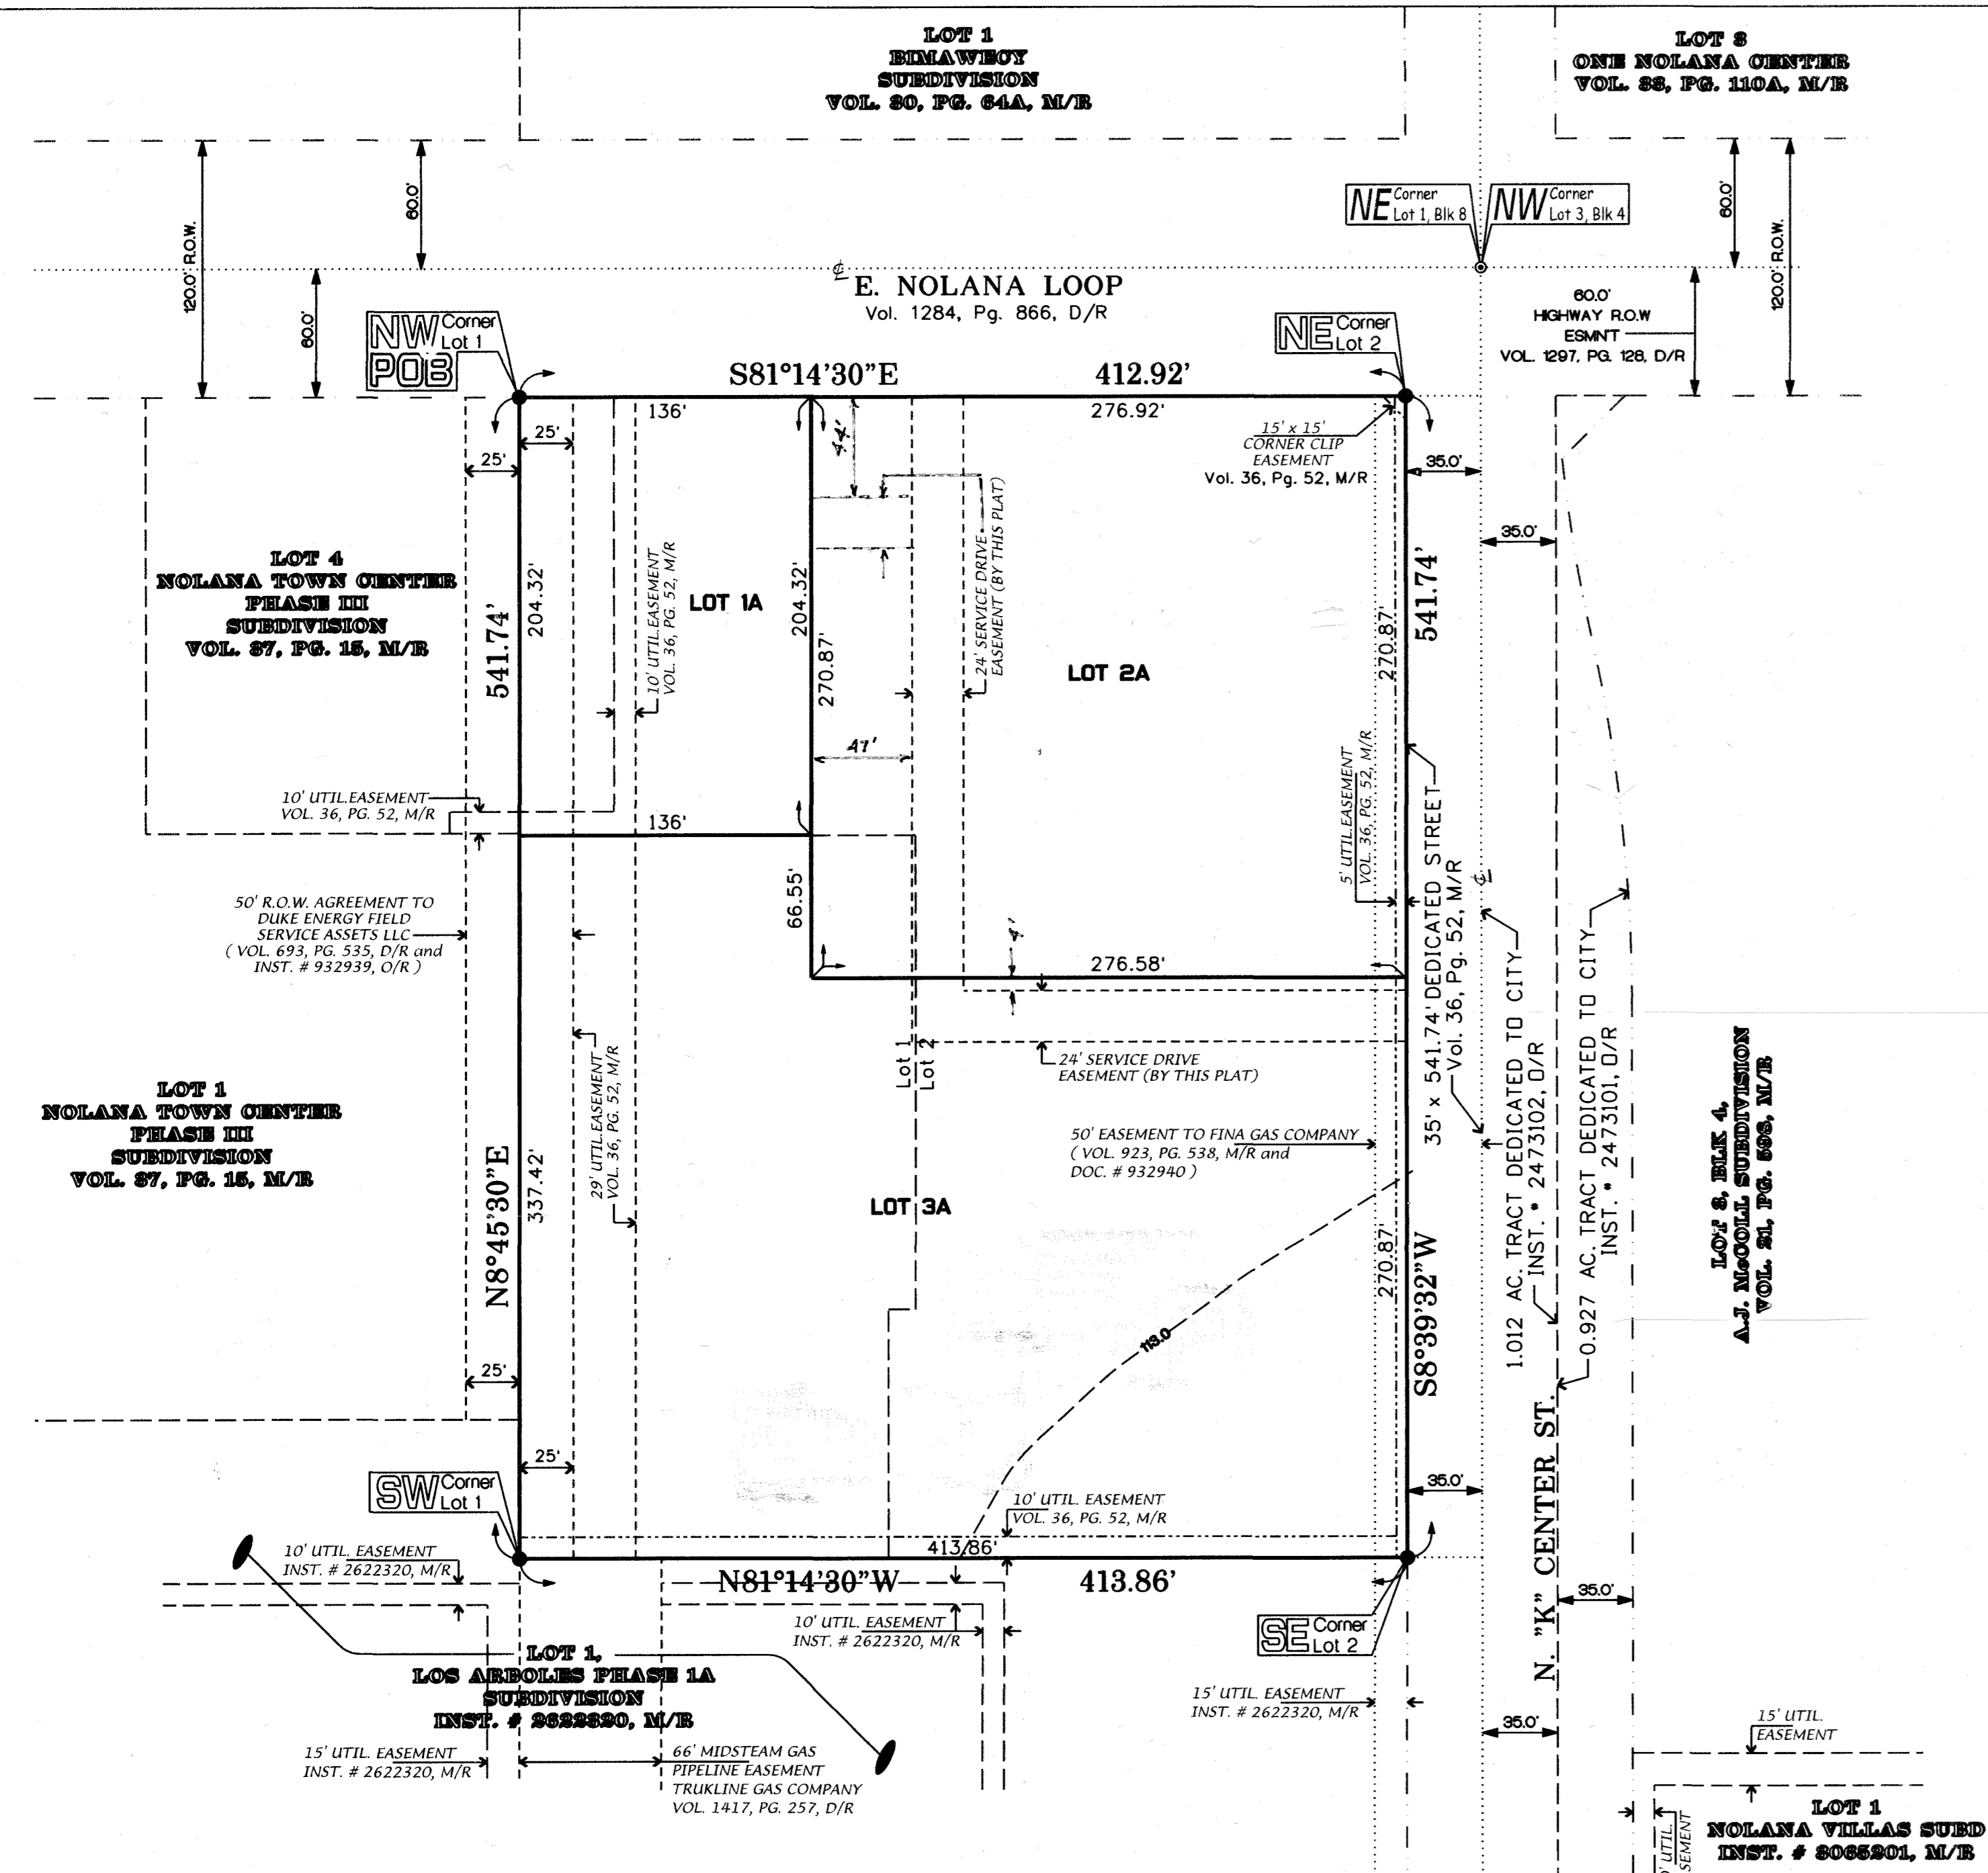 LOT 1
BIMAWECY
SUBDIVISION
VOL. 30, PG. 64A, M/R
LOT 3
ONE NOLANA CENTER
VOL. 33, PG. 110A, M/R
120.0' R.O.W.
60.0'
60.0'
60.0'
120.0' R.O.W.
NE Corner
Lot 1, Blk 8
NW Corner
Lot 3, Blk 4
℄ E. NOLANA LOOP
Vol. 1284, Pg. 866, D/R
60.0'
HIGHWAY R.O.W
ESMN'T
VOL. 1297, PG. 128, D/R
NW Corner
Lot 1
POB
NE Corner
Lot 2
S81°14'30"E 412.92'
136'
276.92'
25'
25'
44'
15' x 15'
CORNER CLIP
EASEMENT
Vol. 36, Pg. 52, M/R
35.0'
35.0'
LOT 4
NOLANA TOWN CENTER
PHASE III
SUBDIVISION
VOL. 37, PG. 15, M/R
541.74'
204.32'
10' UTIL.EASEMENT
VOL. 36, PG. 52, M/R
LOT 1A
204.32'
270.87'
24' SERVICE DRIVE
EASEMENT (BY THIS PLAT)
LOT 2A
270.87'
541.74'
47'
5' UTIL.EASEMENT
VOL. 36, PG. 52, M/R
35' x 541.74' DEDICATED STREET
Vol. 36, Pg. 52, M/R
℄
10' UTIL.EASEMENT
VOL. 36, PG. 52, M/R
136'
66.55'
4'
276.58'
50' R.O.W. AGREEMENT TO
DUKE ENERGY FIELD
SERVICE ASSETS LLC
( VOL. 693, PG. 535, D/R and
INST. # 932939, O/R )
1.012 AC. TRACT DEDICATED TO CITY
INST. # 2473102, O/R
0.927 AC. TRACT DEDICATED TO CITY
INST. # 2473101, O/R
LOT 1
NOLANA TOWN CENTER
PHASE III
SUBDIVISION
VOL. 37, PG. 15, M/R
N8°45'30"E
337.42'
29' UTIL.EASEMENT
VOL. 36, PG. 52, M/R
Lot 1
Lot 2
24' SERVICE DRIVE
EASEMENT (BY THIS PLAT)
50' EASEMENT TO FINA GAS COMPANY
( VOL. 923, PG. 538, M/R and
DOC. # 932940 )
LOT 3A
113.0
270.87'
S8°39'32"W
LOT 3, BLK 4,
A.J. McCOLL SUBDIVISION
VOL. 21, PG. 598, M/R
N. "K" CENTER ST.
25'
25'
SW Corner
Lot 1
10' UTIL. EASEMENT
VOL. 36, PG. 52, M/R
35.0'
413.86'
N81°14'30"W 413.86'
10' UTIL. EASEMENT
INST. # 2622320, M/R
10' UTIL. EASEMENT
INST. # 2622320, M/R
SE Corner
Lot 2
35.0'
LOT 1,
LOS ARBOLES PHASE 1A
SUBDIVISION
INST. # 2622320, M/R
15' UTIL. EASEMENT
INST. # 2622320, M/R
35.0'
15' UTIL.
EASEMENT
15' UTIL. EASEMENT
INST. # 2622320, M/R
66' MIDSTEAM GAS
PIPELINE EASEMENT
TRUKLINE GAS COMPANY
VOL. 1417, PG. 257, D/R
LOT 1
NOLANA VILLAS SUBD
INST. # 3065201, M/R